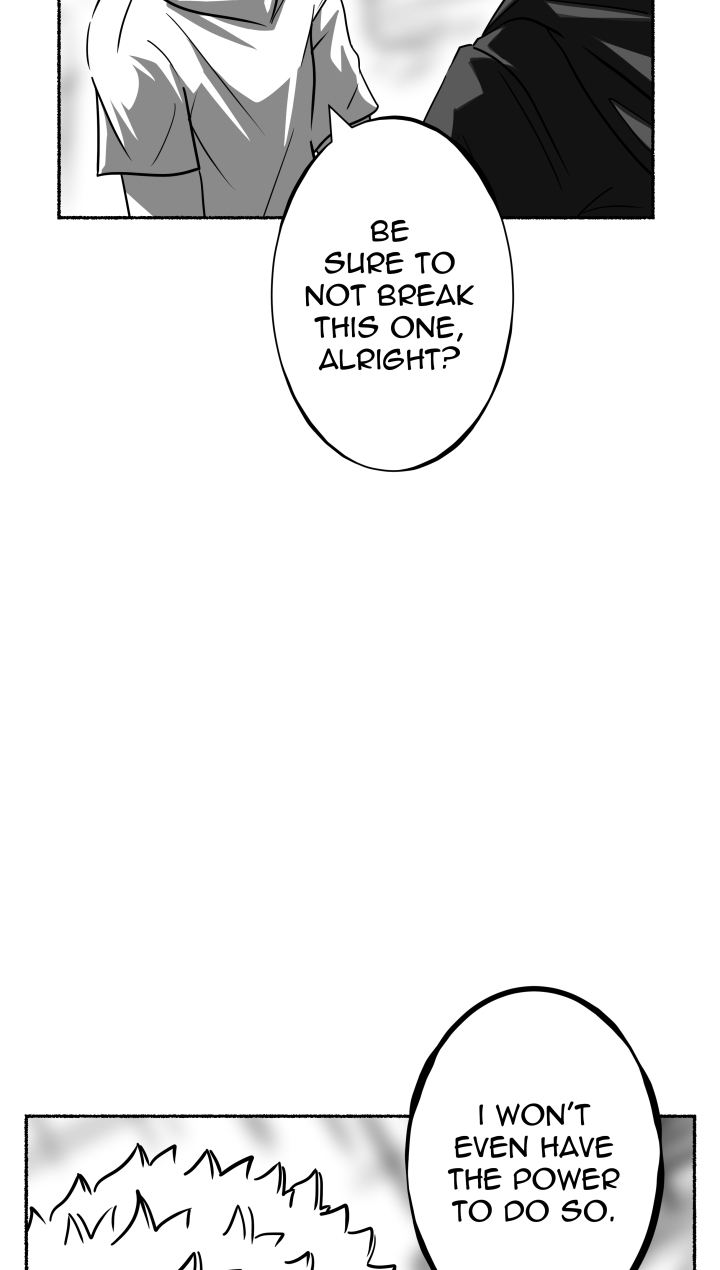 BE
SURE TO
NOT BREAK
THIS ONE,
ALRIGHT?
I WON'T
EVEN HAVE
THE POWER
TO DO SO.